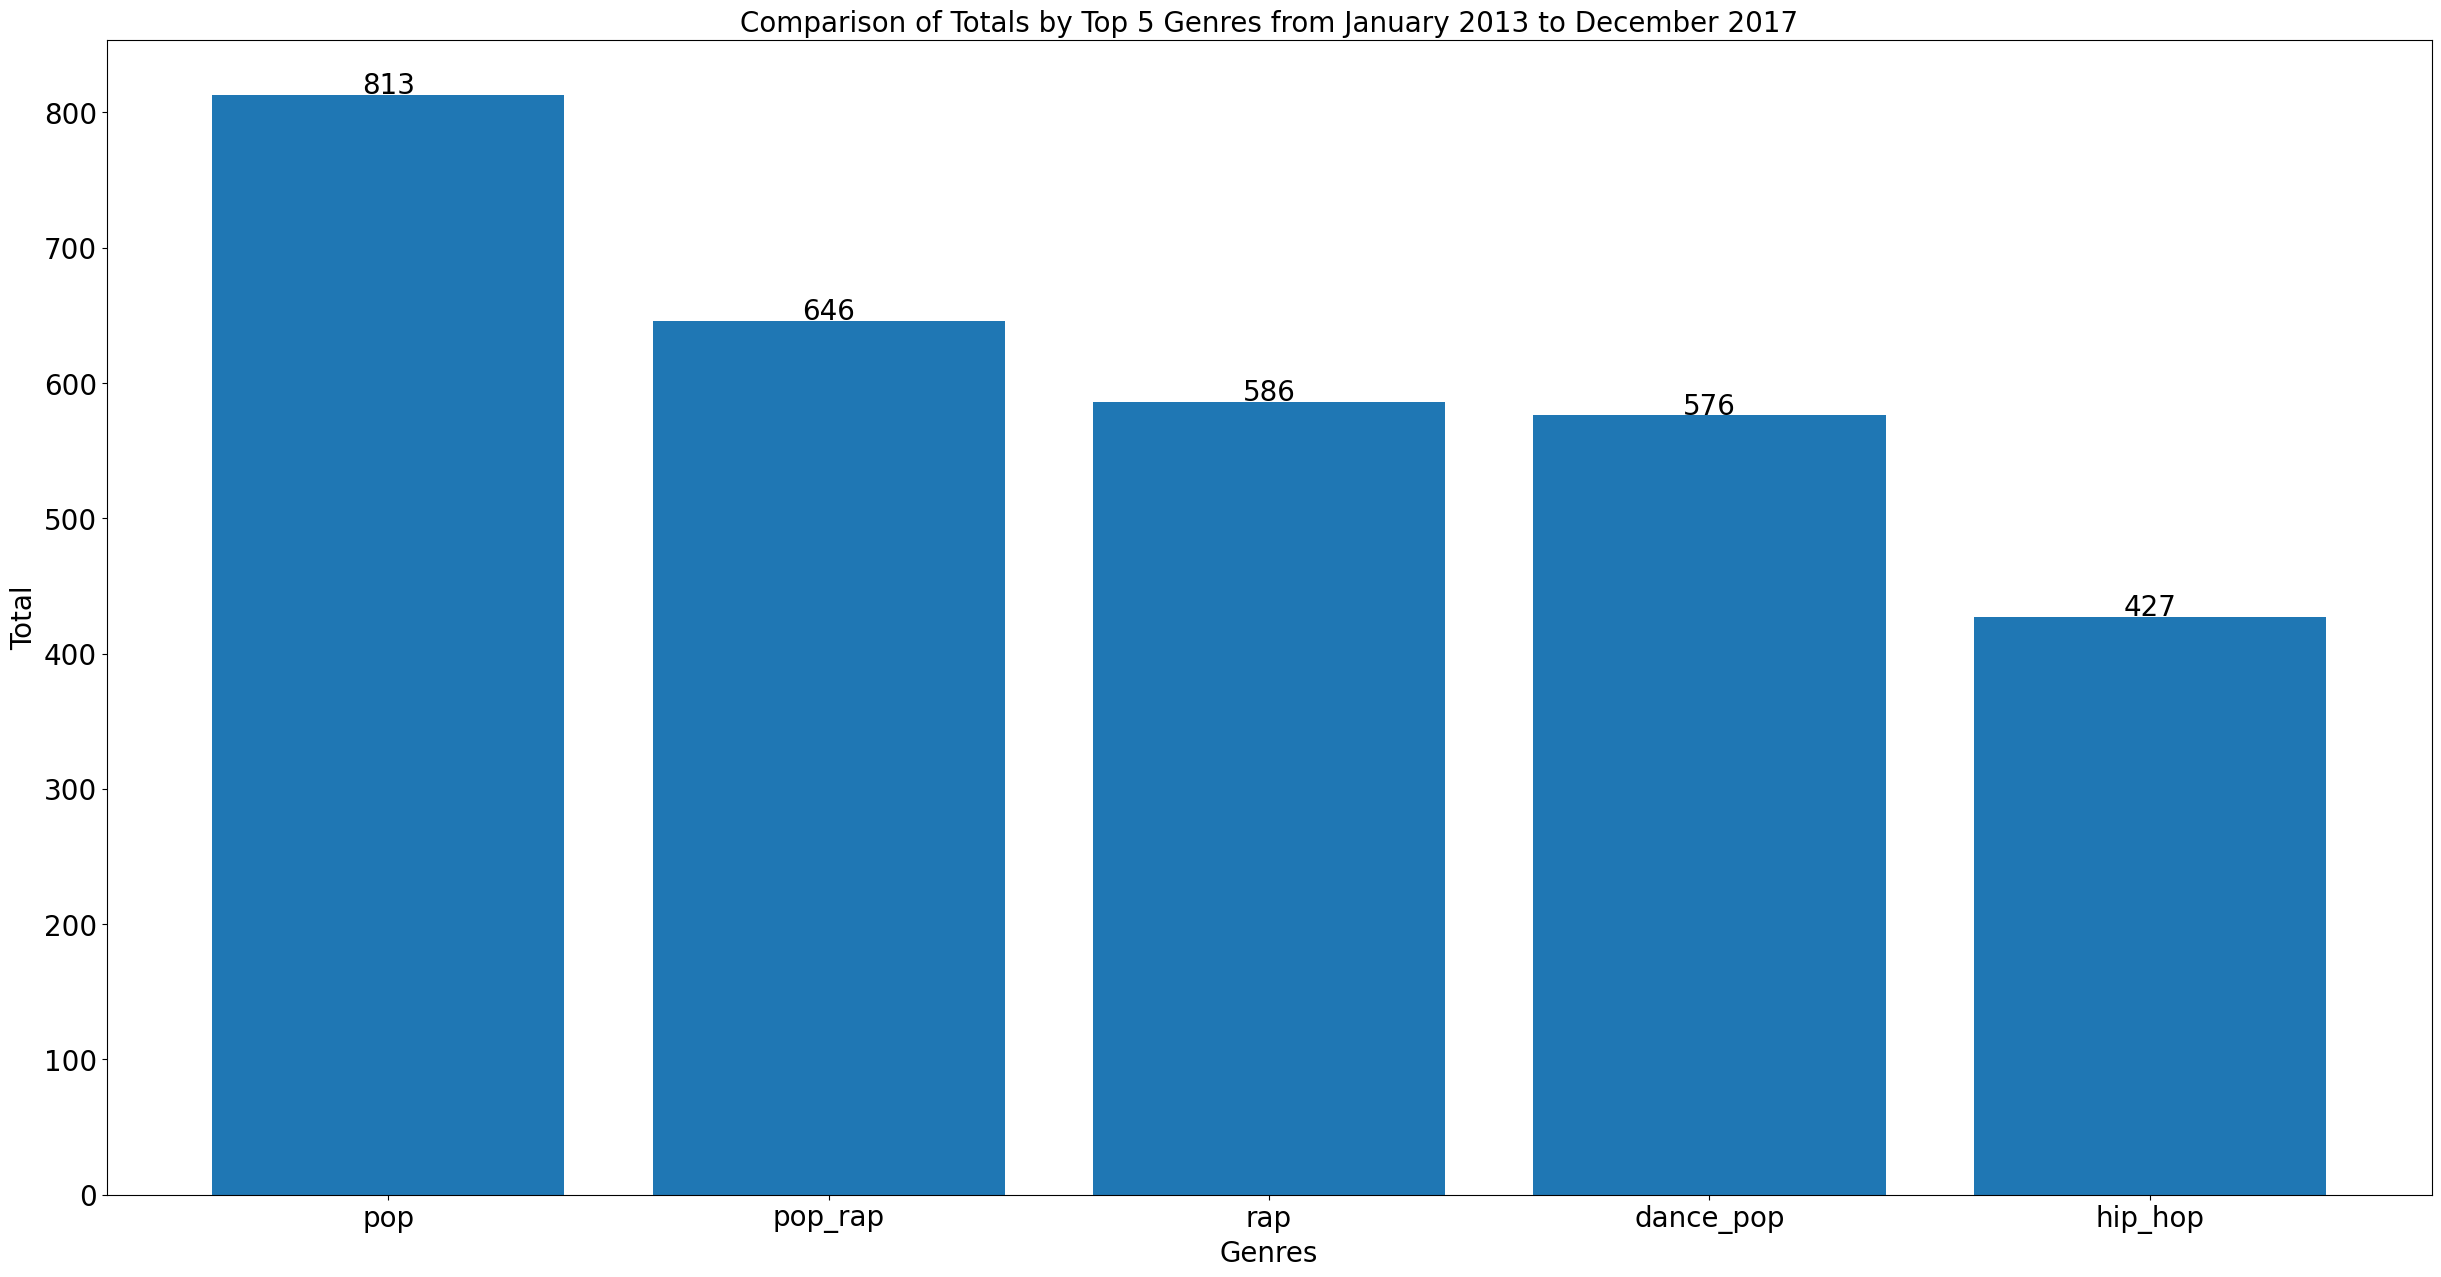 Comparison of Totals by Top 5 Genres from January 2013 to December 2017
813
646
586
576
427
800
700
600
500
400
300
200
100
0
Total
pop
pop_rap
rap
dance_pop
hip_hop
Genres